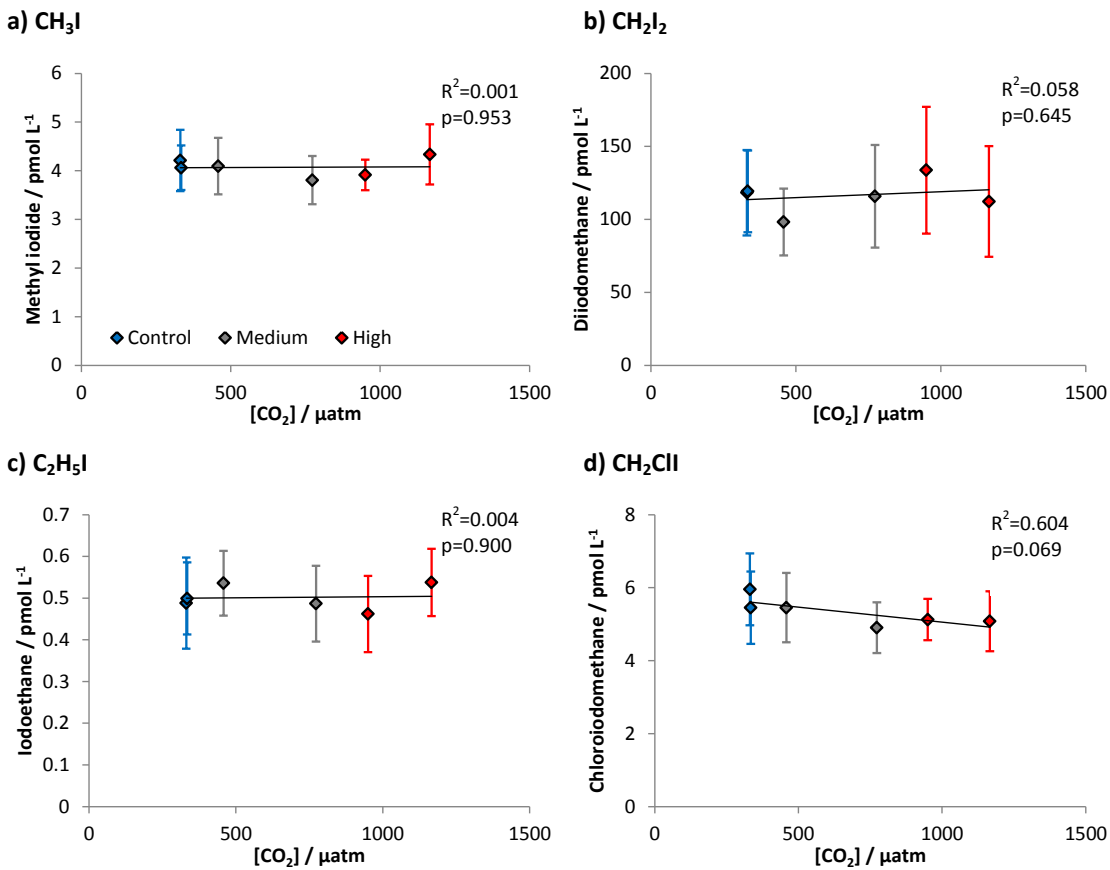 a) CH₃I
R²=0.001
p=0.953
Methyl iodide / pmol L⁻¹
6
5
4
3
2
1
0
Control Medium High
0 500 1000 1500
[CO₂] / µatm
b) CH₂I₂
R²=0.058
p=0.645
Diiodomethane / pmol L⁻¹
200
150
100
50
0
0 500 1000 1500
[CO₂] / µatm
c) C₂H₅I
R²=0.004
p=0.900
Iodoethane / pmol L⁻¹
0.7
0.6
0.5
0.4
0.3
0.2
0.1
0
0 500 1000 1500
[CO₂] / µatm
d) CH₂ClI
R²=0.604
p=0.069
Chloroiodomethane / pmol L⁻¹
8
6
4
2
0
0 500 1000 1500
[CO₂] / µatm